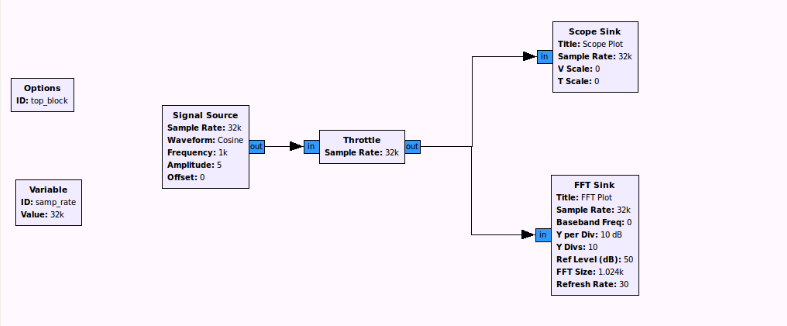 Options
ID: top_block
Variable
ID: samp_rate
Value: 32k
Signal Source
Sample Rate: 32k
Waveform: Cosine
Frequency: 1k
Amplitude: 5
Offset: 0
out
in
Throttle
Sample Rate: 32k
out
in
Scope Sink
Title: Scope Plot
Sample Rate: 32k
V Scale: 0
T Scale: 0
in
FFT Sink
Title: FFT Plot
Sample Rate: 32k
Baseband Freq: 0
Y per Div: 10 dB
Y Divs: 10
Ref Level (dB): 50
FFT Size: 1.024k
Refresh Rate: 30